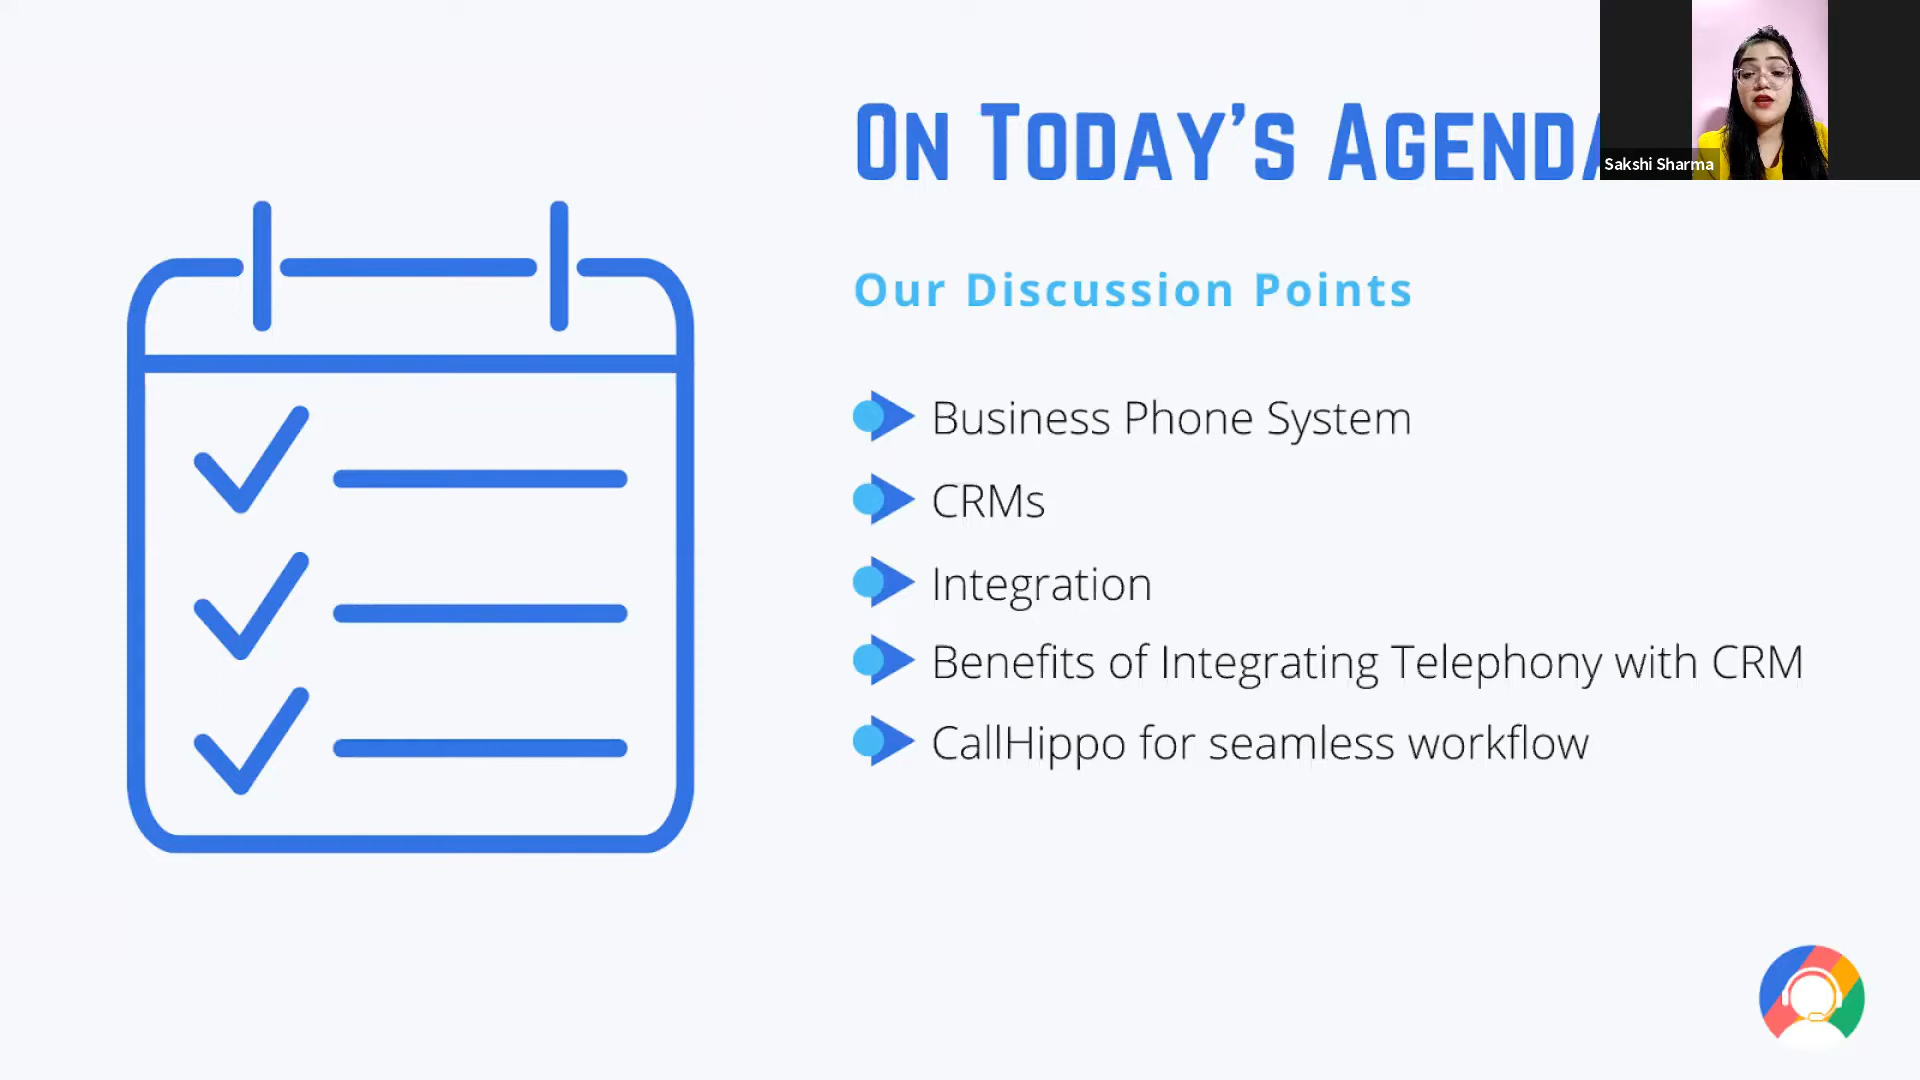 On Today’s Agenda
Sakshi Sharma
Our Discussion Points
Business Phone System
CRMs
Integration
Benefits of Integrating Telephony with CRM
CallHippo for seamless workflow